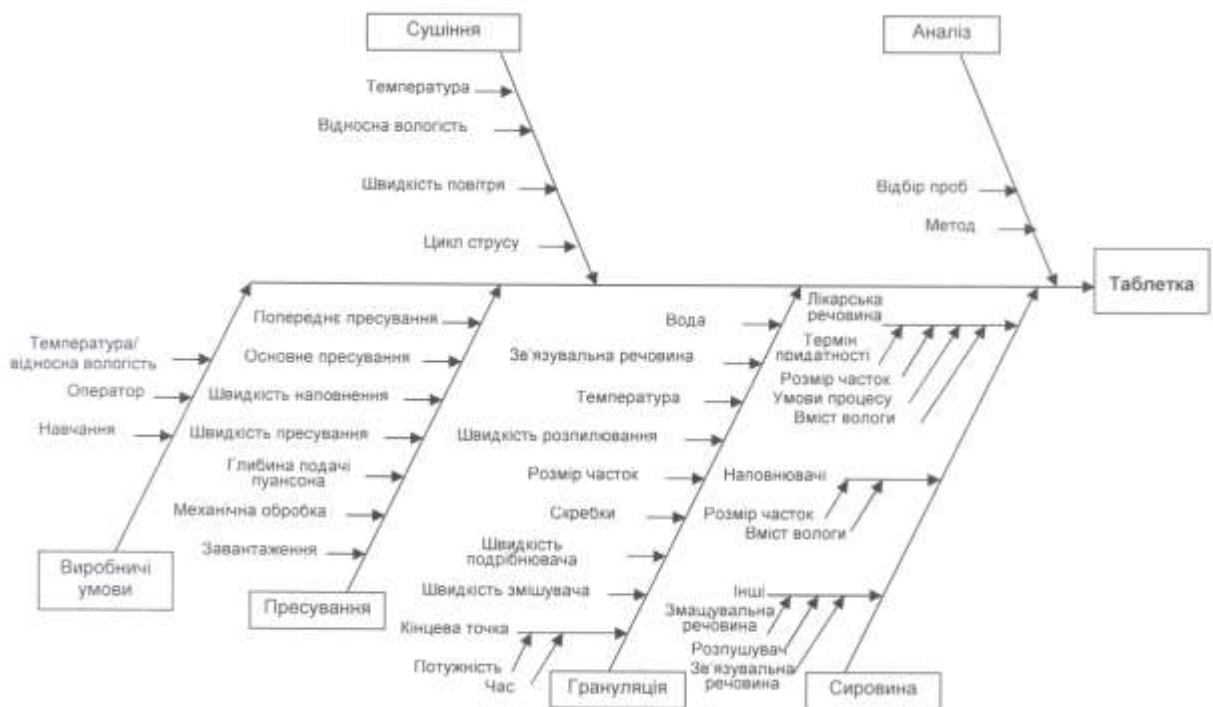 Сушіння
Аналіз
Температура
Відносна вологість
Швидкість повітря
Цикл струсу
Відбір проб
Метод
Таблетка
Температура/
відносна вологість
Оператор
Навчання
Виробничі
умови
Попереднє пресування
Основне пресування
Швидкість наповнення
Швидкість пресування
Глибина подачі
пуансона
Механічна обробка
Завантаження
Пресування
Вода
Зв'язувальна речовина
Температура
Швидкість розпилювання
Розмір часток
Скребки
Швидкість
подрібнювача
Швидкість змішувача
Кінцева точка
Потужність
Час
Грануляція
Лікарська
речовина
Термін
придатності
Розмір часток
Умови процесу
Вміст вологи
Наповнювачі
Розмір часток
Вміст вологи
Інші
Змащувальна
речовина
Розпушувач
Зв'язувальна
речовина
Сировина